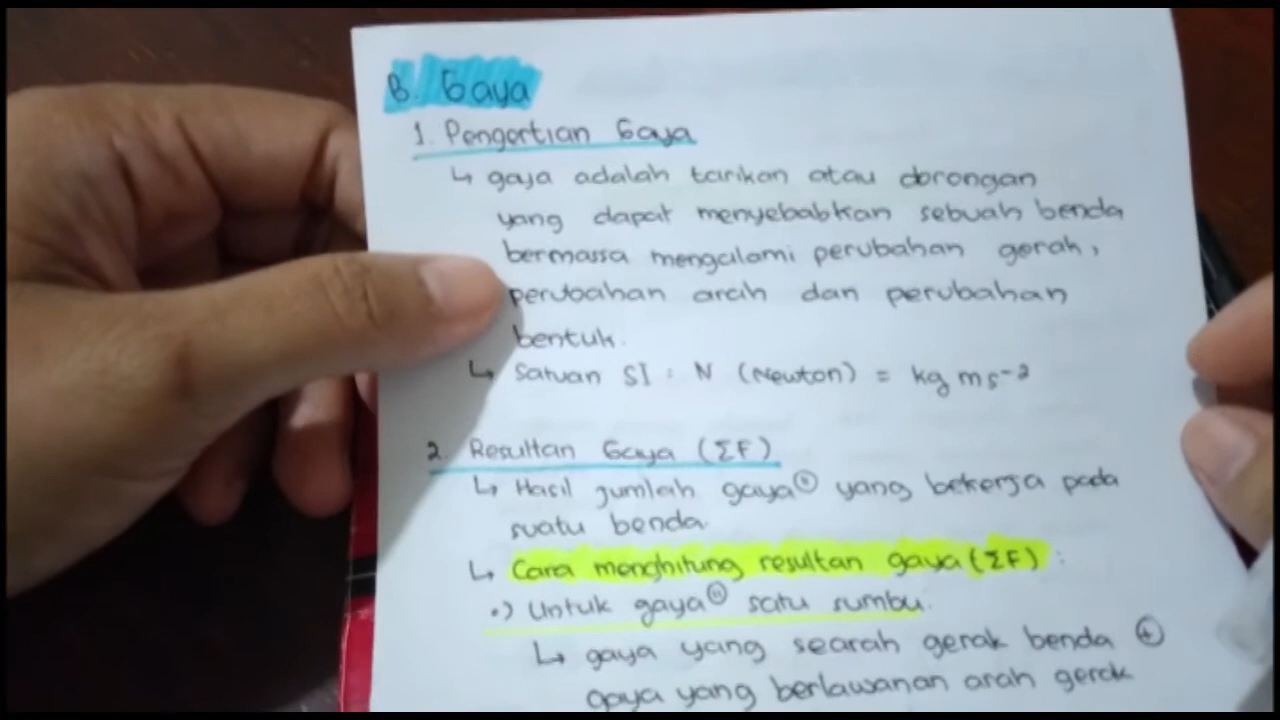 B. Gaya
1. Pengertian Gaya
↳ gaya adalah tarikan atau dorongan
yang dapat menyebabkan sebuah benda
bermassa mengalami perubahan gerak,
perubahan arah dan perubahan
bentuk.
↳ Satuan SI : N (Newton) = kg ms⁻²
2. Resultan Gaya (ΣF)
↳ Hasil jumlah gaya⁽"⁾ yang bekerja pada
suatu benda.
↳ Cara menghitung resultan gaya (ΣF) :
•) Untuk gaya⁽"⁾ satu sumbu.
↳ gaya yang searah gerak benda ⊕
gaya yang berlawanan arah gerak